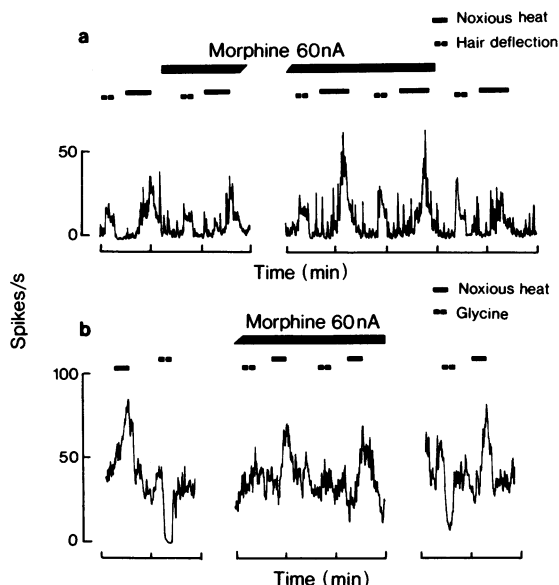 Noxious heat
a
Hair deflection
Morphine 60nA
50
0
Time (min)
Spikes/s
Noxious heat
b
Glycine
Morphine 60nA
100
50
0
Time (min)